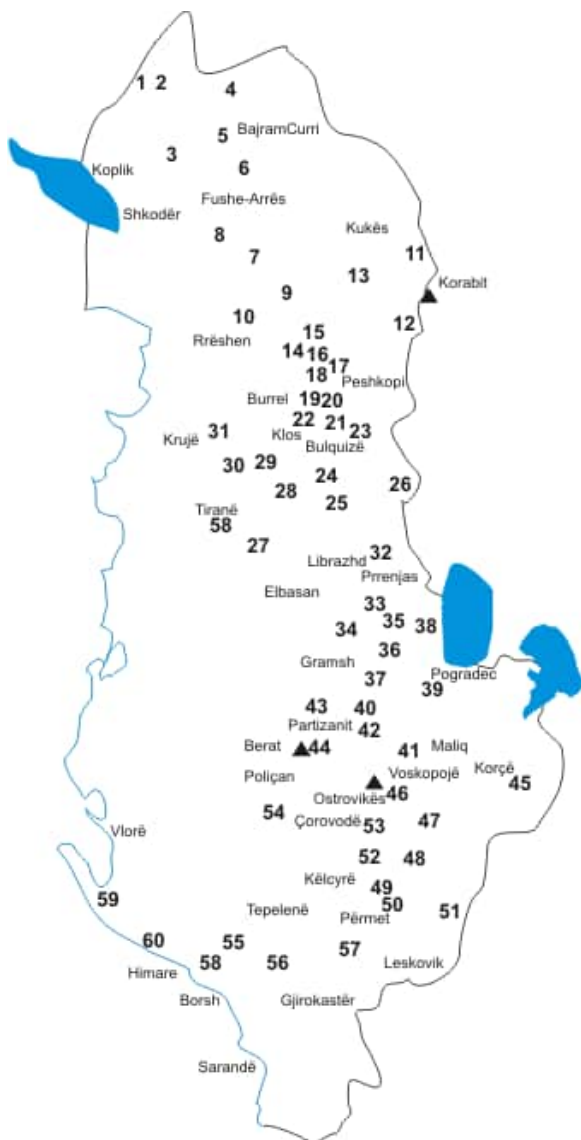 1 2
4
5 BajramCurri
3
Koplik
6
Fushe-Arrës
Shkodër
8
Kukës
7
11
13
Korabit
9
10
12
15
Rrëshen
14 16
17
18
Peshkopi
Burrel 19 20
22 21
31
Klos
23
Krujë
Bulquizë
30 29
24
28
26
25
Tiranë
58
27
Librazhd
32
Prrenjas
Elbasan
33
35
34
38
36
Gramsh
37
Pogradec
39
43 40
Partizanit
42
Berat
44
41 Maliq
Voskopojë
Korçë
Poliçan
45
Ostrovikës
46
54
Çorovodë
53
47
Vlorë
52
48
Këlcyrë
49
59
50
Tepelenë
51
Përmet
60
55
57
58
56
Himare
Leskovik
Borsh
Gjirokastër
Sarandë